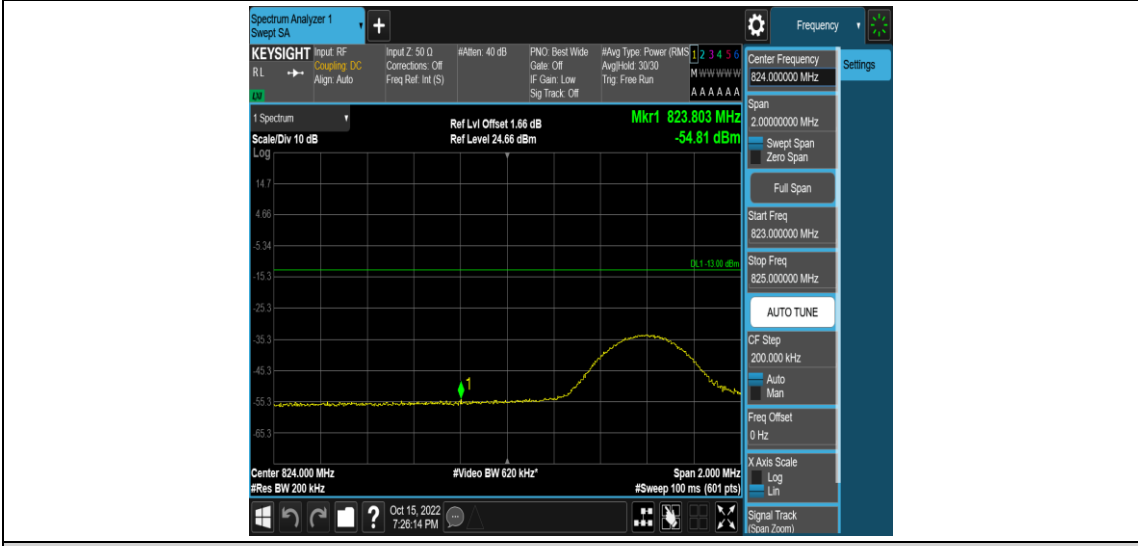 Spectrum Analyzer 1
Swept SA
+
Frequency
KEYSIGHT
RL
LXI
Input: RF
Coupling: DC
Align: Auto
Input Z: 50 Ω
Corrections: Off
Freq Ref: Int (S)
#Atten: 40 dB
PNO: Best Wide
Gate: Off
IF Gain: Low
Sig Track: Off
#Avg Type: Power (RMS
Avg|Hold: 30/30
Trig: Free Run
1 2 3 4 5 6
M W W W W W
A A A A A A
1 Spectrum
Scale/Div 10 dB
Log
Ref Lvl Offset 1.66 dB
Ref Level 24.66 dBm
Mkr1 823.803 MHz
-54.81 dBm
14.7
4.66
-5.34
DL1 -13.00 dBm
-15.3
-25.3
-35.3
-45.3
1
-55.3
-65.3
Center 824.000 MHz
#Video BW 620 kHz*
Span 2.000 MHz
#Res BW 200 kHz
#Sweep 100 ms (601 pts)
Oct 15, 2022
7:26:14 PM
Center Frequency
824.000000 MHz
Settings
Span
2.00000000 MHz
Swept Span
Zero Span
Full Span
Start Freq
823.000000 MHz
Stop Freq
825.000000 MHz
AUTO TUNE
CF Step
200.000 kHz
Auto
Man
Freq Offset
0 Hz
X Axis Scale
Log
Lin
Signal Track
(Span Zoom)